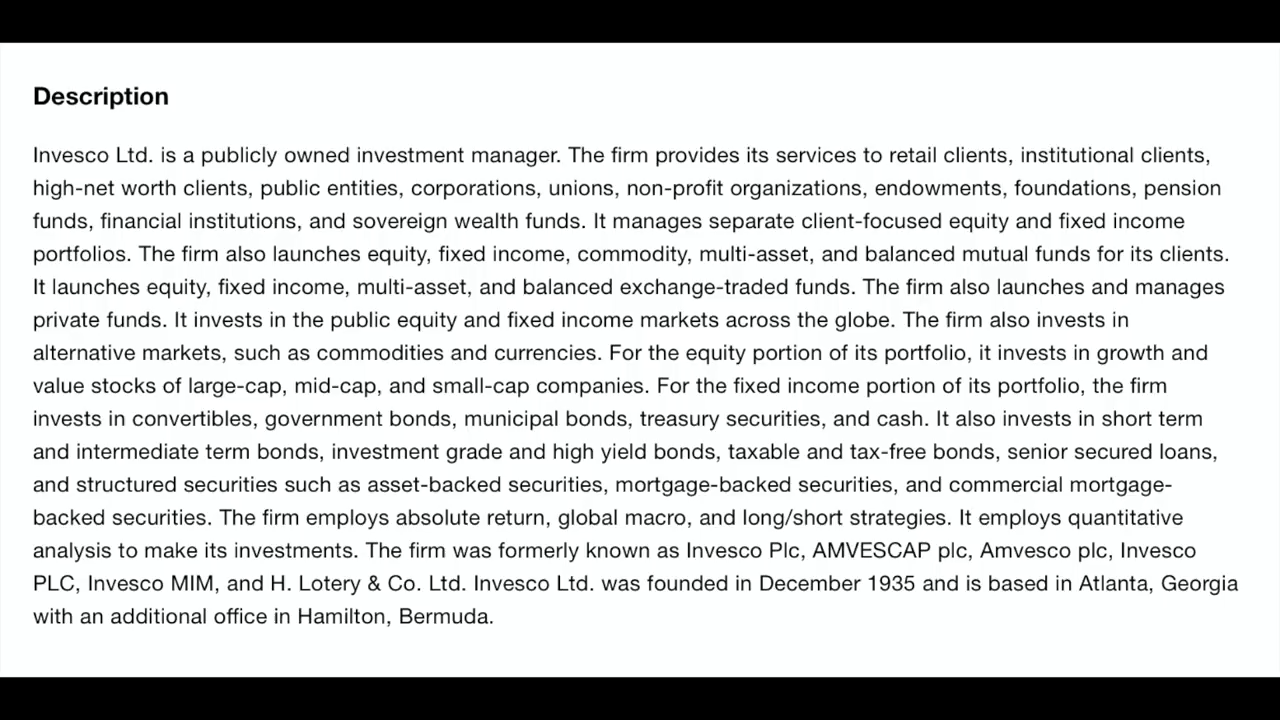 Description
Invesco Ltd. is a publicly owned investment manager. The firm provides its services to retail clients, institutional clients,
high-net worth clients, public entities, corporations, unions, non-profit organizations, endowments, foundations, pension
funds, financial institutions, and sovereign wealth funds. It manages separate client-focused equity and fixed income
portfolios. The firm also launches equity, fixed income, commodity, multi-asset, and balanced mutual funds for its clients.
It launches equity, fixed income, multi-asset, and balanced exchange-traded funds. The firm also launches and manages
private funds. It invests in the public equity and fixed income markets across the globe. The firm also invests in
alternative markets, such as commodities and currencies. For the equity portion of its portfolio, it invests in growth and
value stocks of large-cap, mid-cap, and small-cap companies. For the fixed income portion of its portfolio, the firm
invests in convertibles, government bonds, municipal bonds, treasury securities, and cash. It also invests in short term
and intermediate term bonds, investment grade and high yield bonds, taxable and tax-free bonds, senior secured loans,
and structured securities such as asset-backed securities, mortgage-backed securities, and commercial mortgage-
backed securities. The firm employs absolute return, global macro, and long/short strategies. It employs quantitative
analysis to make its investments. The firm was formerly known as Invesco Plc, AMVESCAP plc, Amvesco plc, Invesco
PLC, Invesco MIM, and H. Lotery & Co. Ltd. Invesco Ltd. was founded in December 1935 and is based in Atlanta, Georgia
with an additional office in Hamilton, Bermuda.